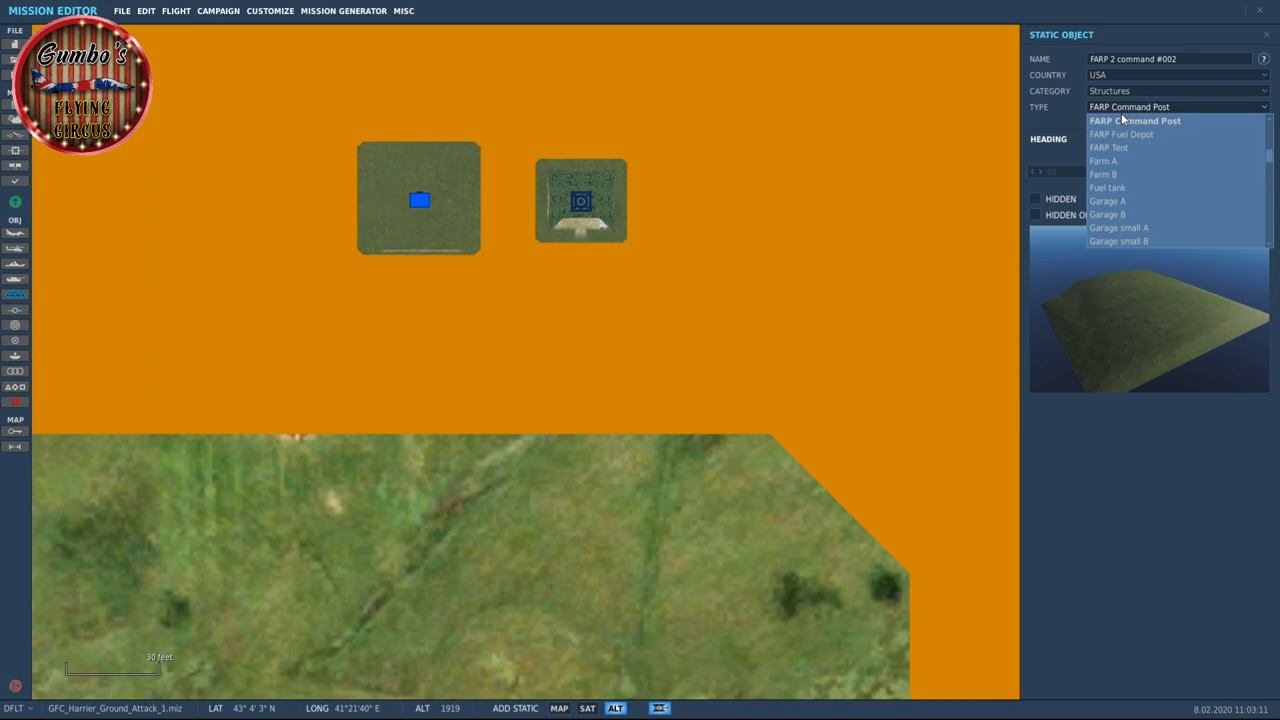 MISSION EDITOR FILE EDIT FLIGHT CAMPAIGN CUSTOMIZE MISSION GENERATOR MISC
FILE
Gumbo's
FLYING
CIRCUS
OBJ
MAP
STATIC OBJECT
NAME FARP 2 command #002 ?
COUNTRY USA
CATEGORY Structures
TYPE FARP Command Post
FARP Command Post
FARP Fuel Depot
FARP Tent
Farm A
Farm B
Fuel tank
Garage A
Garage B
Garage small A
Garage small B
HEADING
HIDDEN
HIDDEN
30 feet
DFLT GFC_Harrier_Ground_Attack_1.miz LAT 43° 4' 3" N LONG 41°21'40" E ALT 1919 ADD STATIC MAP SAT ALT 8.02.2020 11:03:11